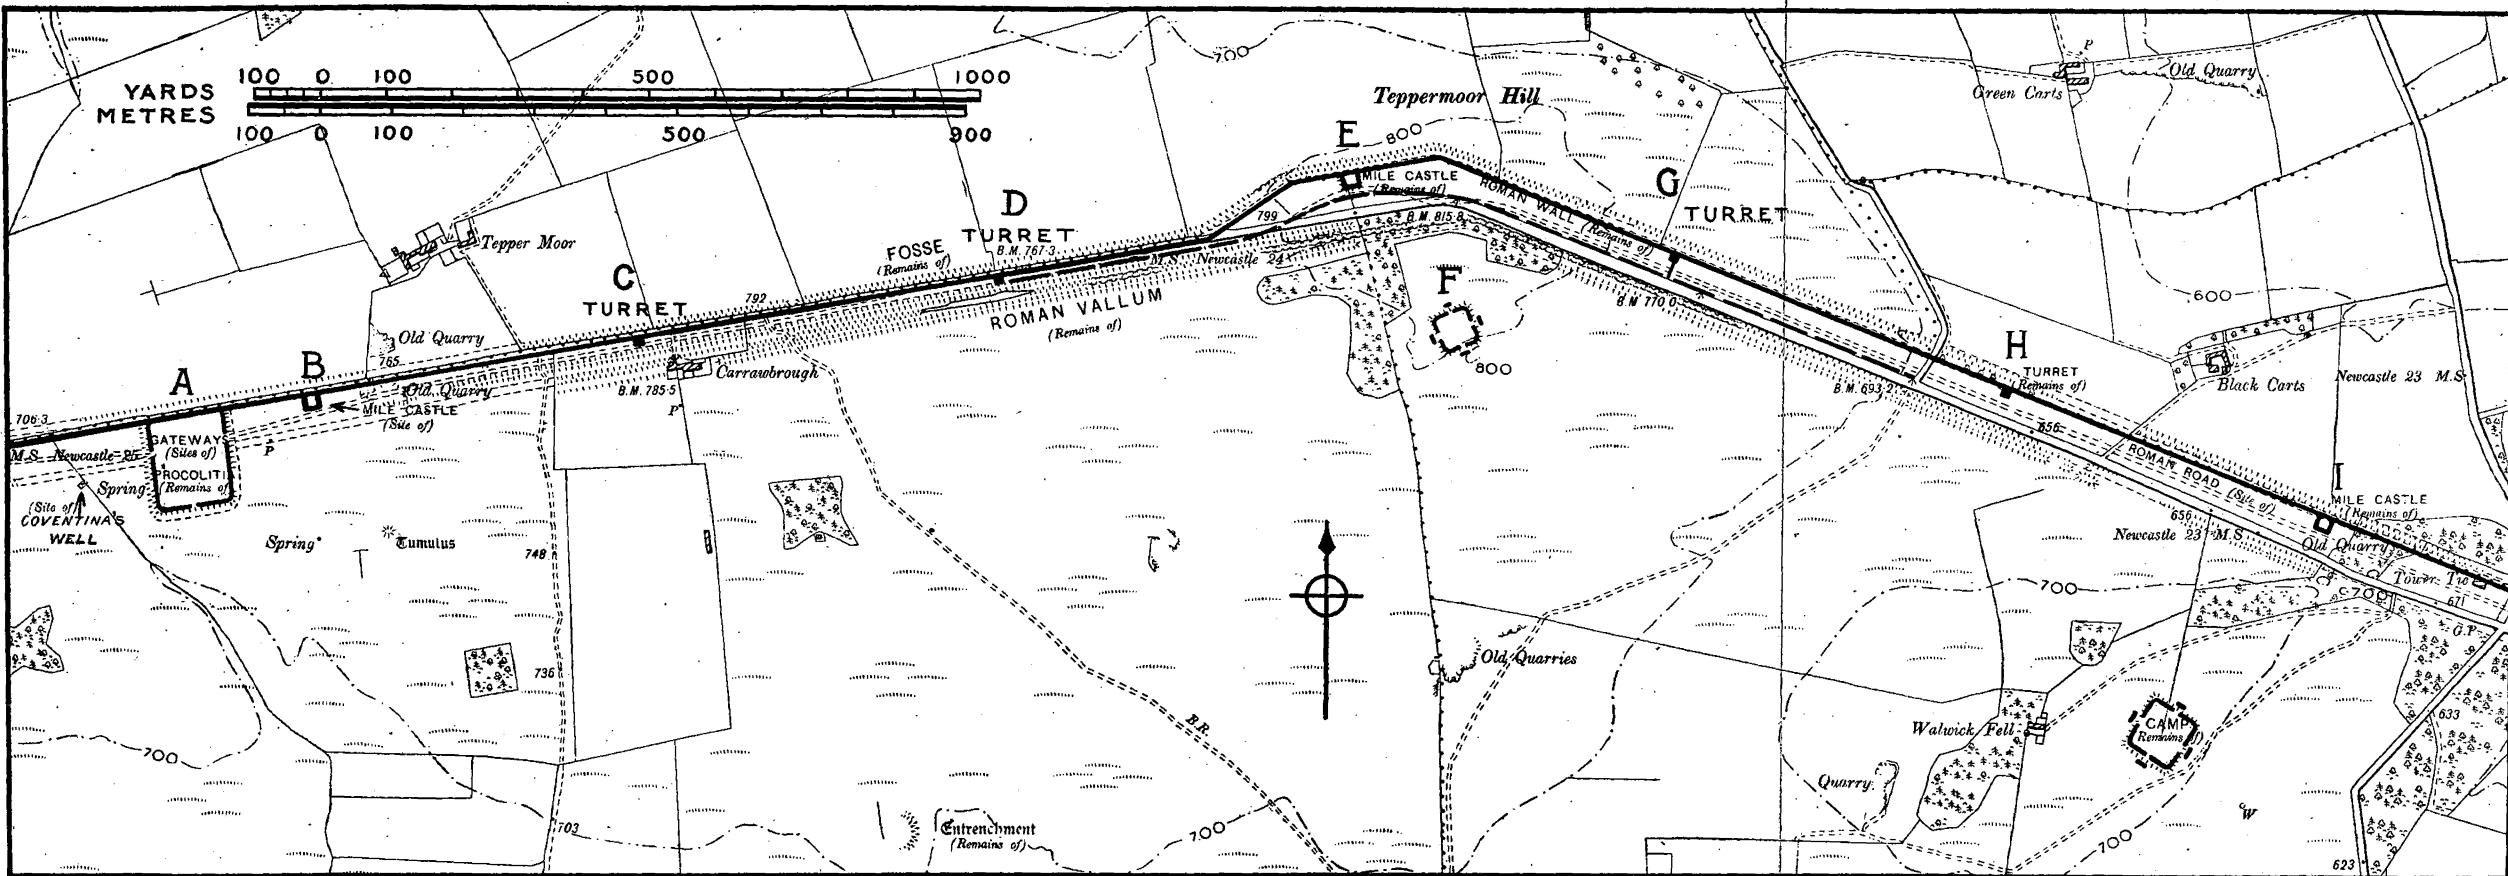 YARDS
100 0 100 500 1000
METRES
100 0 100 500 900
700
Teppermoor Hill
P
Old Quarry
Green Carts
E
800
MILE CASTLE
(Remains of)
ROMAN WALL
(Remains of)
G
TURRET
D
TURRET
B.M. 767·3
799
B.M. 815·8
FOSSE
(Remains of)
M.S. Newcastle 24
Tepper Moor
C
TURRET
792
ROMAN VALLUM
(Remains of)
F
800
B.M. 770·0
600
Old Quarry
765
B
Old Quarry
MILE CASTLE
(Site of)
Carrawbrough
B.M. 785·5
P
A
706·3
GATEWAYS
(Sites of)
P
M.S. Newcastle 25
PROCOLITI
(Remains of
Spring
(Site of)
COVENTINA'S
WELL
H
TURRET
(Remains of)
B.M. 693·2
Black Carts
Newcastle 23 M.S.
656
ROMAN ROAD (Site of)
I
MILE CASTLE
(Remains of)
656
Newcastle 23 M.S.
Old Quarry
Tower Tie
700
700
671
G.P.
Spring
Tumulus
748
736
Old Quarries
B.R.
Walwick Fell
CAMP
(Remains of)
633
Quarry
W
700
703
Entrenchment
(Remains of)
700
700
623